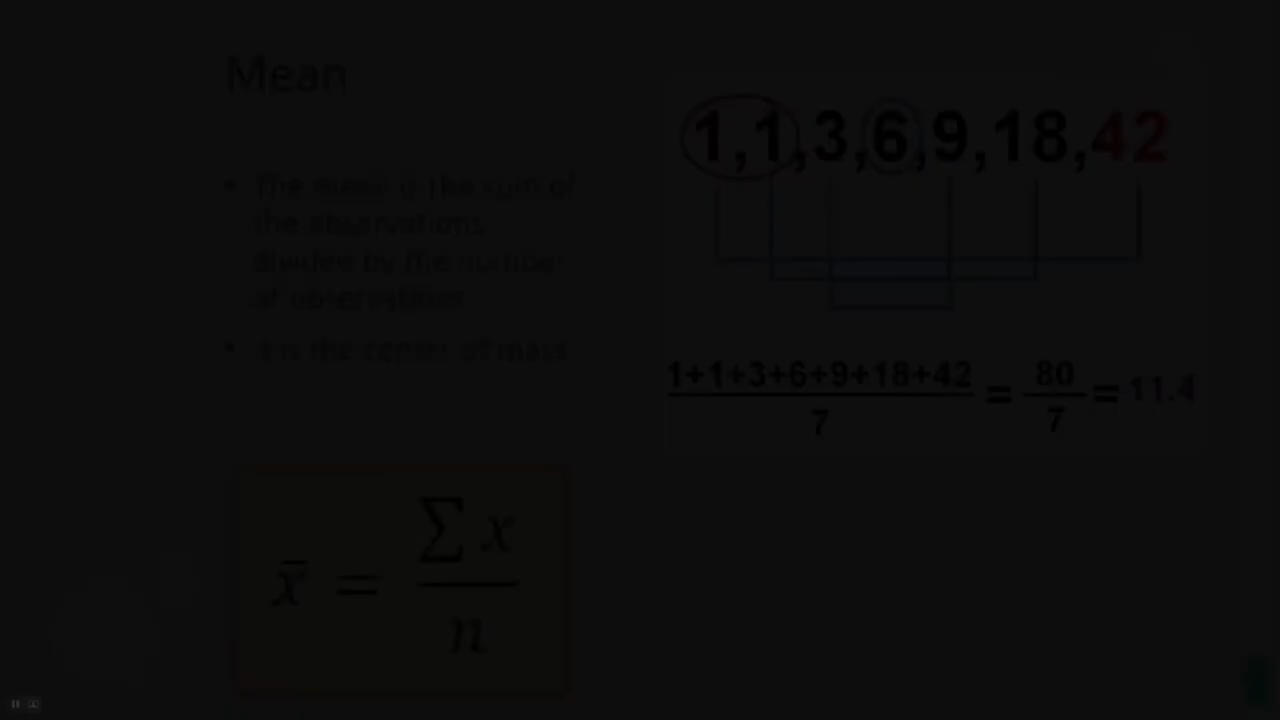 Mean
• The mean is the sum of
the observations
divided by the number
of observations
• It is the center of mass
x̄ = ∑ x / n
1,1,3,6,9,18,42
1+1+3+6+9+18+42 / 7 = 80 / 7 = 11.4